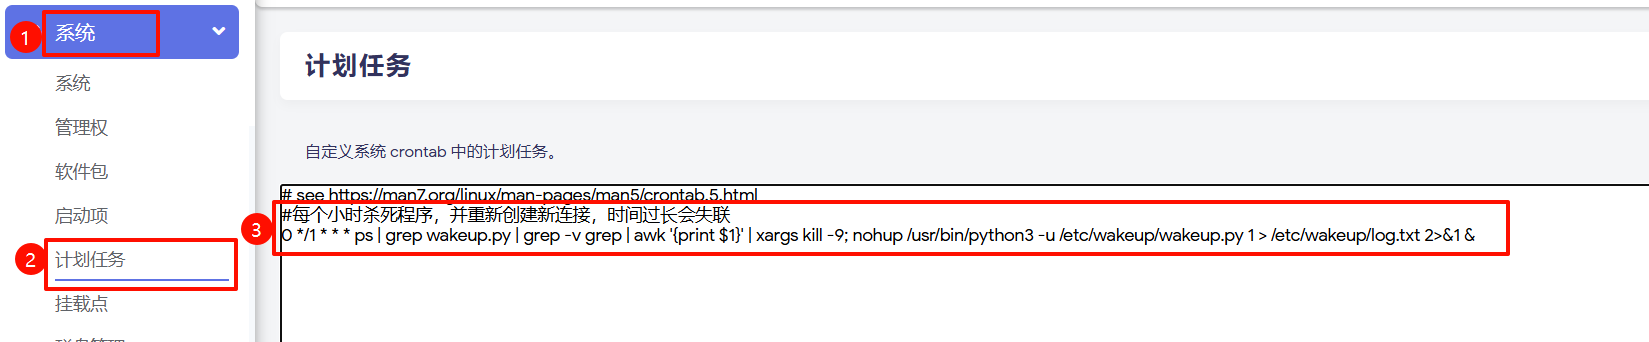 1
系统
系统
管理权
软件包
启动项
2
计划任务
挂载点
计划任务
自定义系统 crontab 中的计划任务。
# see https://man7.org/linux/man-pages/man5/crontab.5.html
3
#每个小时杀死程序，并重新创建新连接，时间过长会失联
0 */1 * * * ps | grep wakeup.py | grep -v grep | awk '{print $1}' | xargs kill -9; nohup /usr/bin/python3 -u /etc/wakeup/wakeup.py 1 > /etc/wakeup/log.txt 2>&1 &